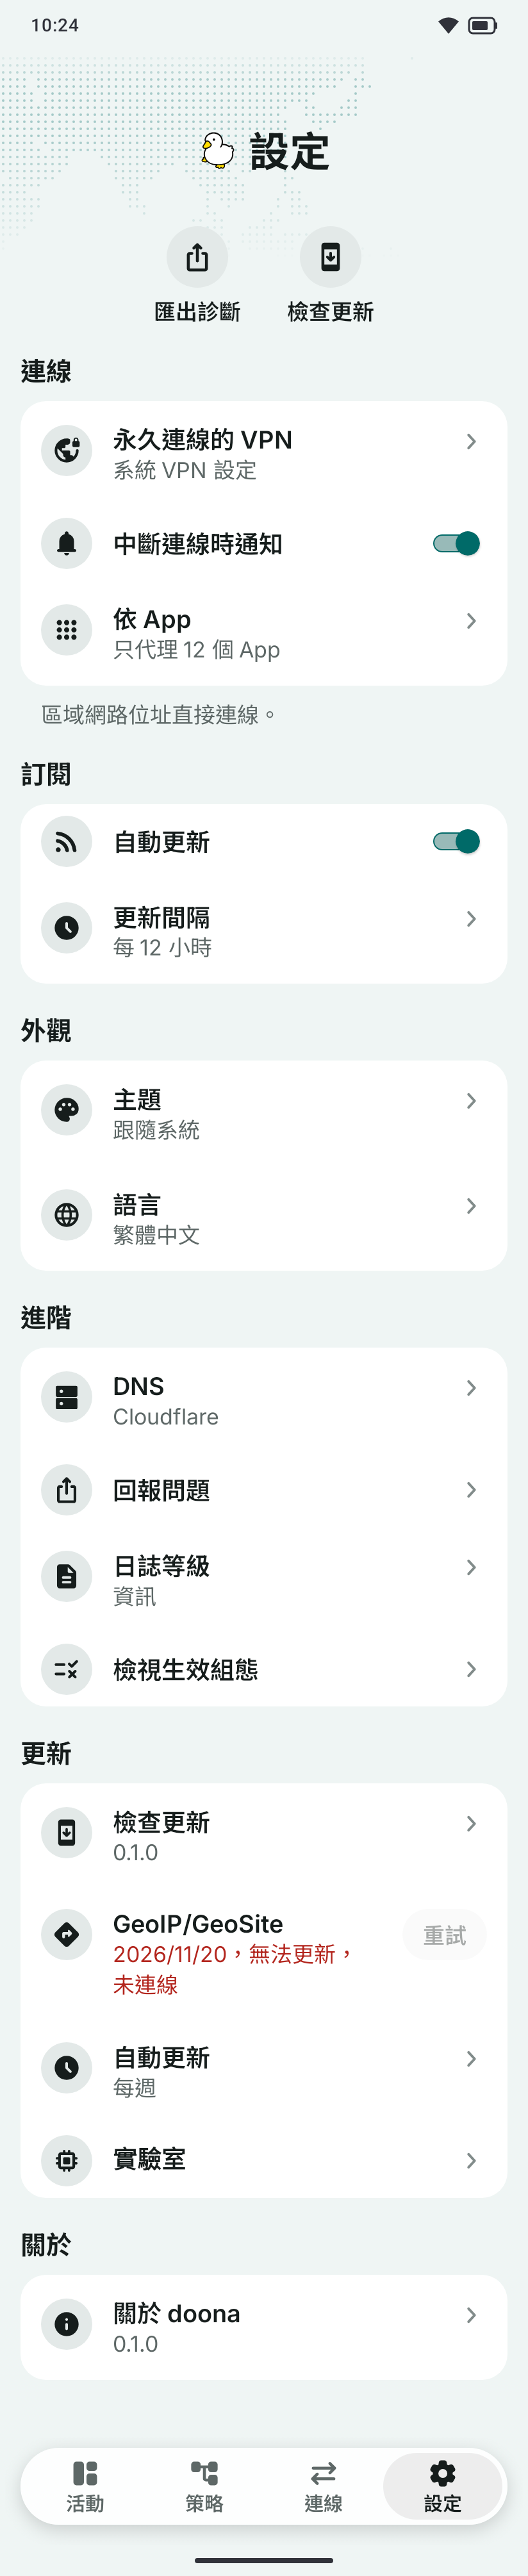 10:24
設定
匯出診斷
檢查更新
連線
永久連線的 VPN
系統 VPN 設定
中斷連線時通知
依 App
只代理 12 個 App
區域網路位址直接連線。
訂閱
自動更新
更新間隔
每 12 小時
外觀
主題
跟隨系統
語言
繁體中文
進階
DNS
Cloudflare
回報問題
日誌等級
資訊
檢視生效組態
更新
檢查更新
0.1.0
GeoIP/GeoSite
2026/11/20，無法更新，
未連線
重試
自動更新
每週
實驗室
關於
關於 doona
0.1.0
活動
策略
連線
設定